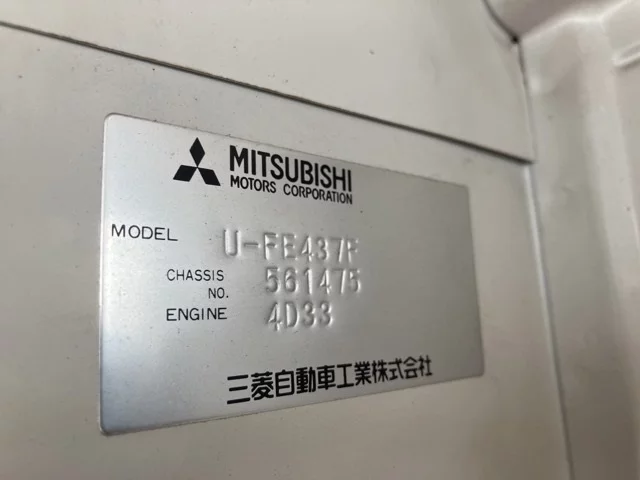 MITSUBISHI
MOTORS CORPORATION
MODEL U-FE437F
CHASSIS NO. 561475
ENGINE 4D33
三菱自動車工業株式会社